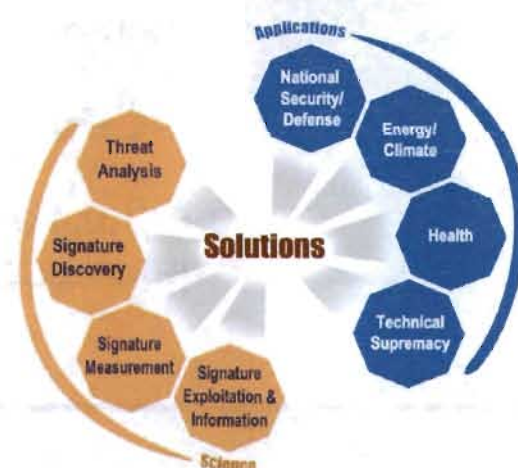 Applications
National
Security/
Defense
Energy/
Climate
Health
Technical
Supremacy
Solutions
Threat
Analysis
Signature
Discovery
Signature
Measurement
Signature
Exploitation &
Information
Science